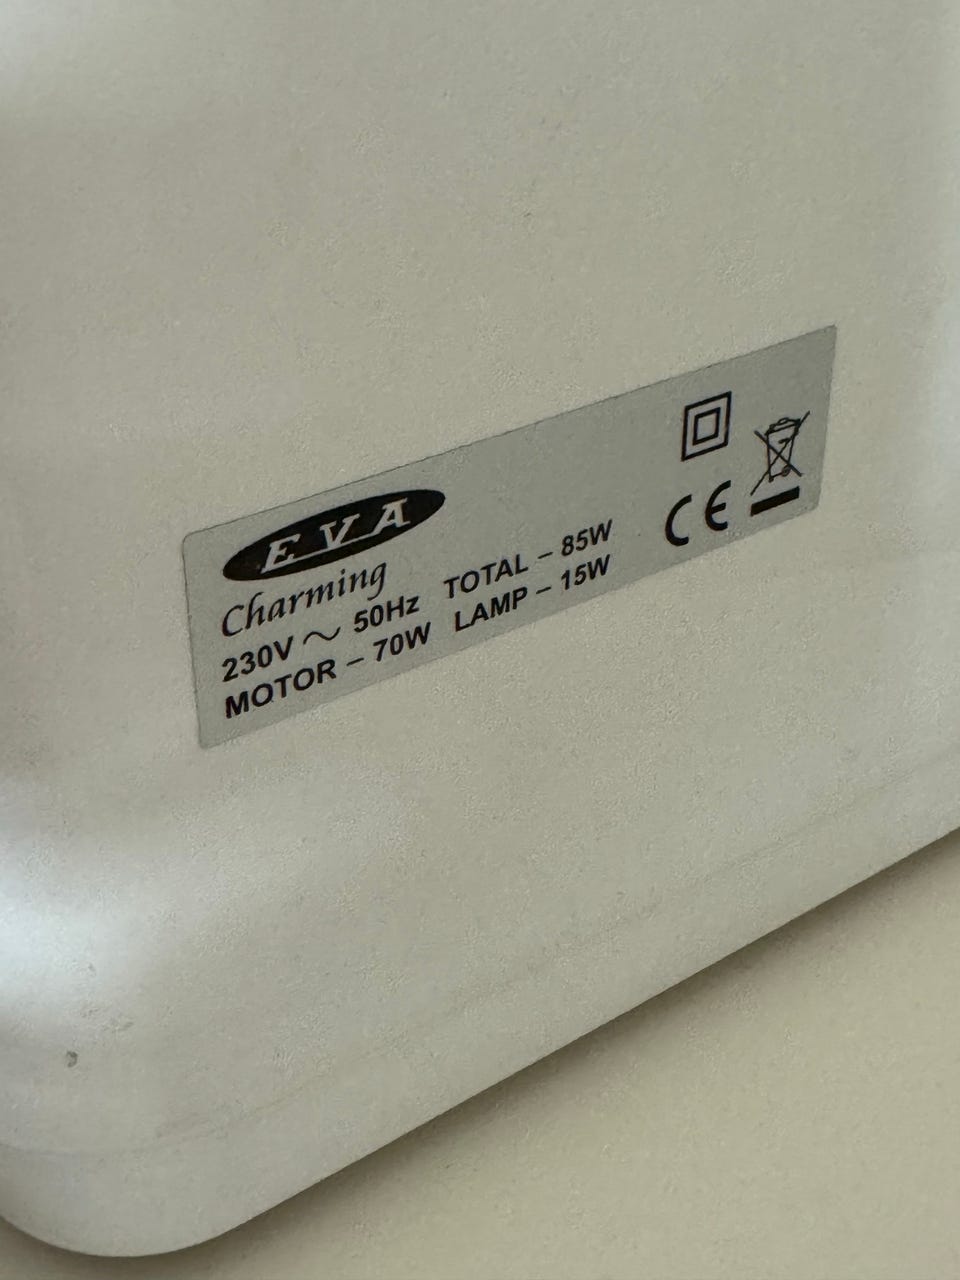 EVA
Charming
230V ~ 50Hz TOTAL – 85W
MOTOR – 70W LAMP – 15W
CE